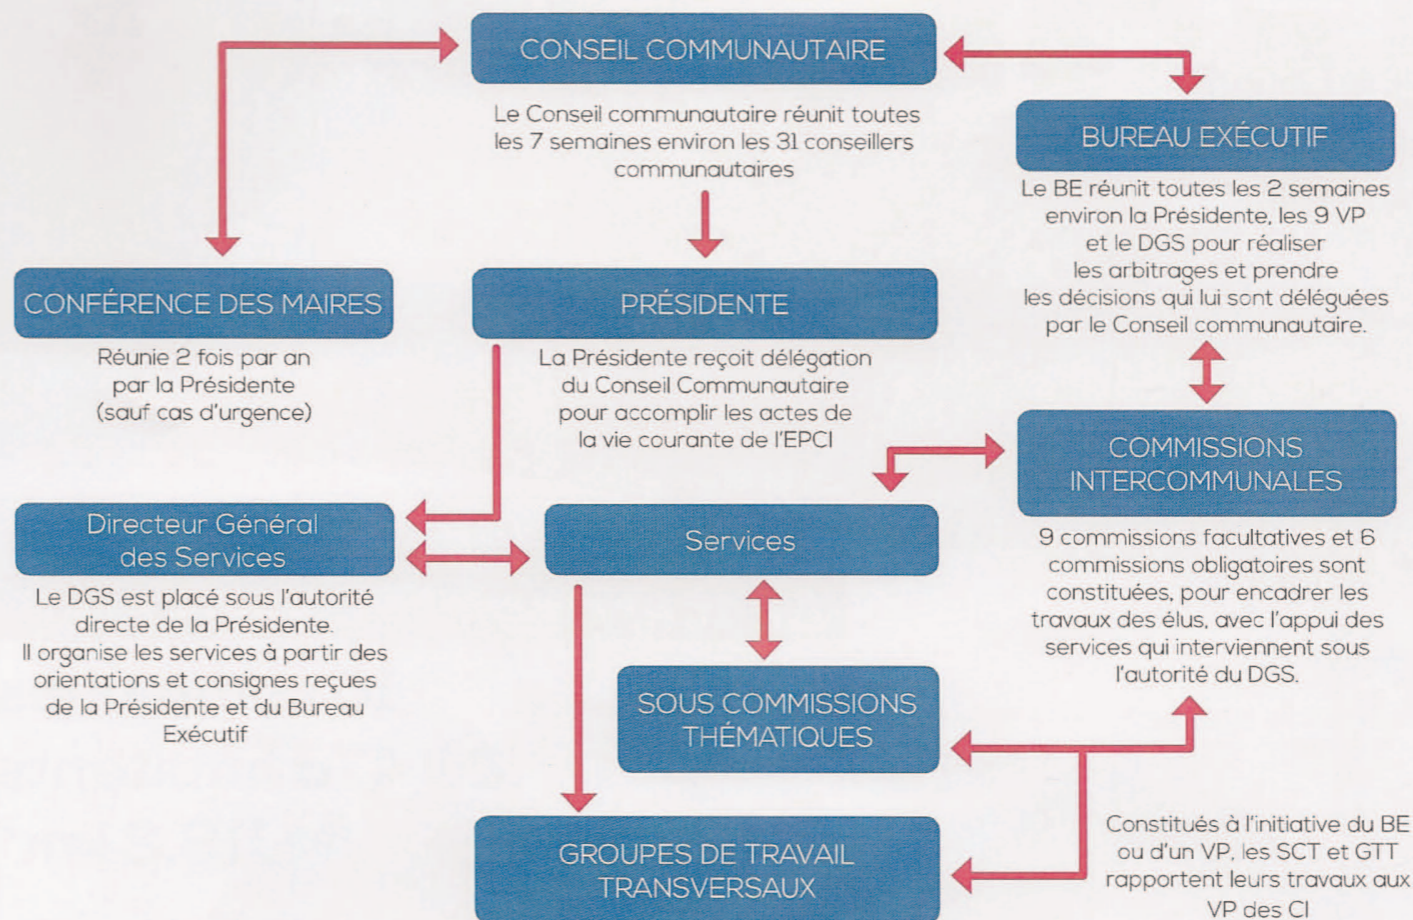 CONSEIL COMMUNAUTAIRE
Le Conseil communautaire réunit toutes
les 7 semaines environ les 31 conseillers
communautaires
BUREAU EXÉCUTIF
Le BE réunit toutes les 2 semaines
environ la Présidente, les 9 VP
et le DGS pour réaliser
les arbitrages et prendre
les décisions qui lui sont déléguées
par le Conseil communautaire.
CONFÉRENCE DES MAIRES
Réunie 2 fois par an
par la Présidente
(sauf cas d'urgence)
PRÉSIDENTE
La Présidente reçoit délégation
du Conseil Communautaire
pour accomplir les actes de
la vie courante de l'EPCI
COMMISSIONS
INTERCOMMUNALES
9 commissions facultatives et 6
commissions obligatoires sont
constituées, pour encadrer les
travaux des élus, avec l'appui des
services qui interviennent sous
l'autorité du DGS.
Directeur Général
des Services
Le DGS est placé sous l'autorité
directe de la Présidente.
Il organise les services à partir des
orientations et consignes reçues
de la Présidente et du Bureau
Exécutif
Services
SOUS COMMISSIONS
THÉMATIQUES
GROUPES DE TRAVAIL
TRANSVERSAUX
Constitués à l'initiative du BE
ou d'un VP, les SCT et GTT
rapportent leurs travaux aux
VP des CI